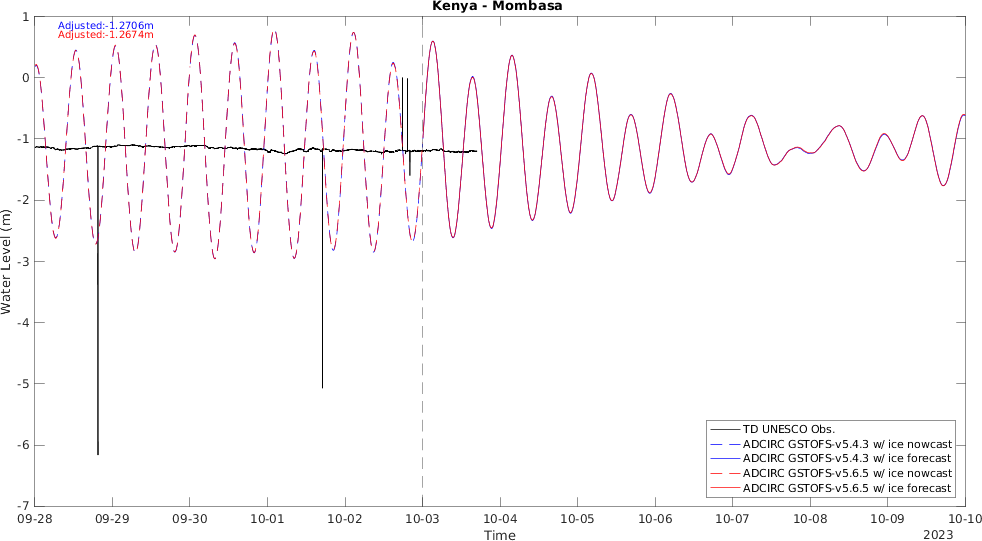 Kenya - Mombasa
Adjusted:-1.2706m
Adjusted:-1.2674m
1
0
-1
-2
-3
-4
-5
-6
-7
Water Level (m)
TD UNESCO Obs.
ADCIRC GSTOFS-v5.4.3 w/ ice nowcast
ADCIRC GSTOFS-v5.4.3 w/ ice forecast
ADCIRC GSTOFS-v5.6.5 w/ ice nowcast
ADCIRC GSTOFS-v5.6.5 w/ ice forecast
09-28 09-29 09-30 10-01 10-02 10-03 10-04 10-05 10-06 10-07 10-08 10-09 10-10
Time
2023